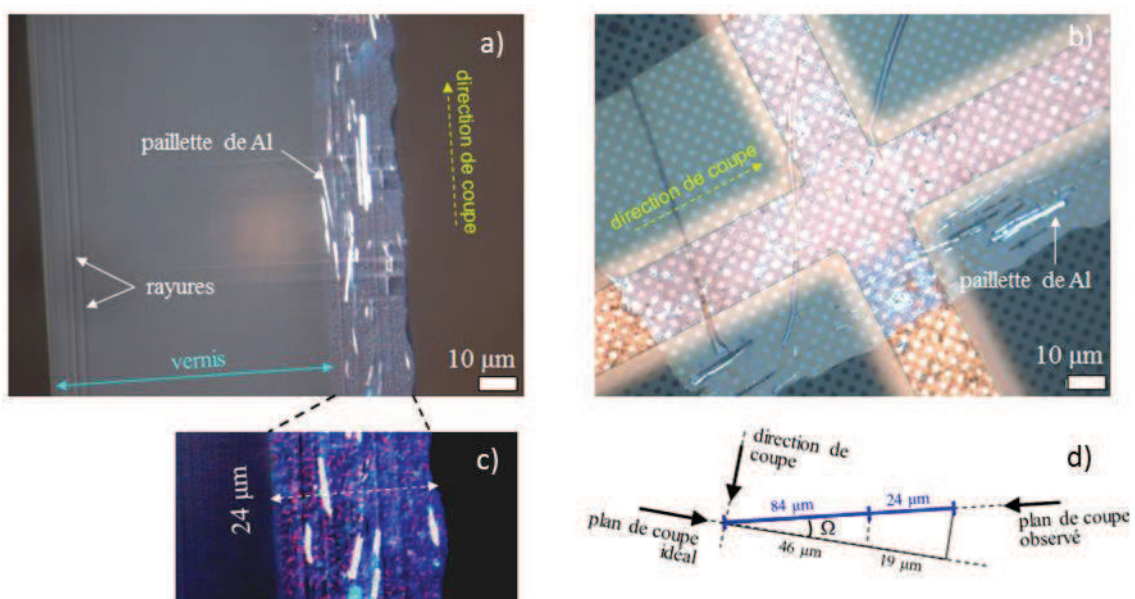 a)
direction de coupe
paillette de Al
rayures
vernis
10 µm
b)
direction de coupe
paillette de Al
10 µm
c)
24 µm
d)
direction de
coupe
84 µm
24 µm
plan de coupe
idéal
Ω
46 µm
19 µm
plan de coupe
observé